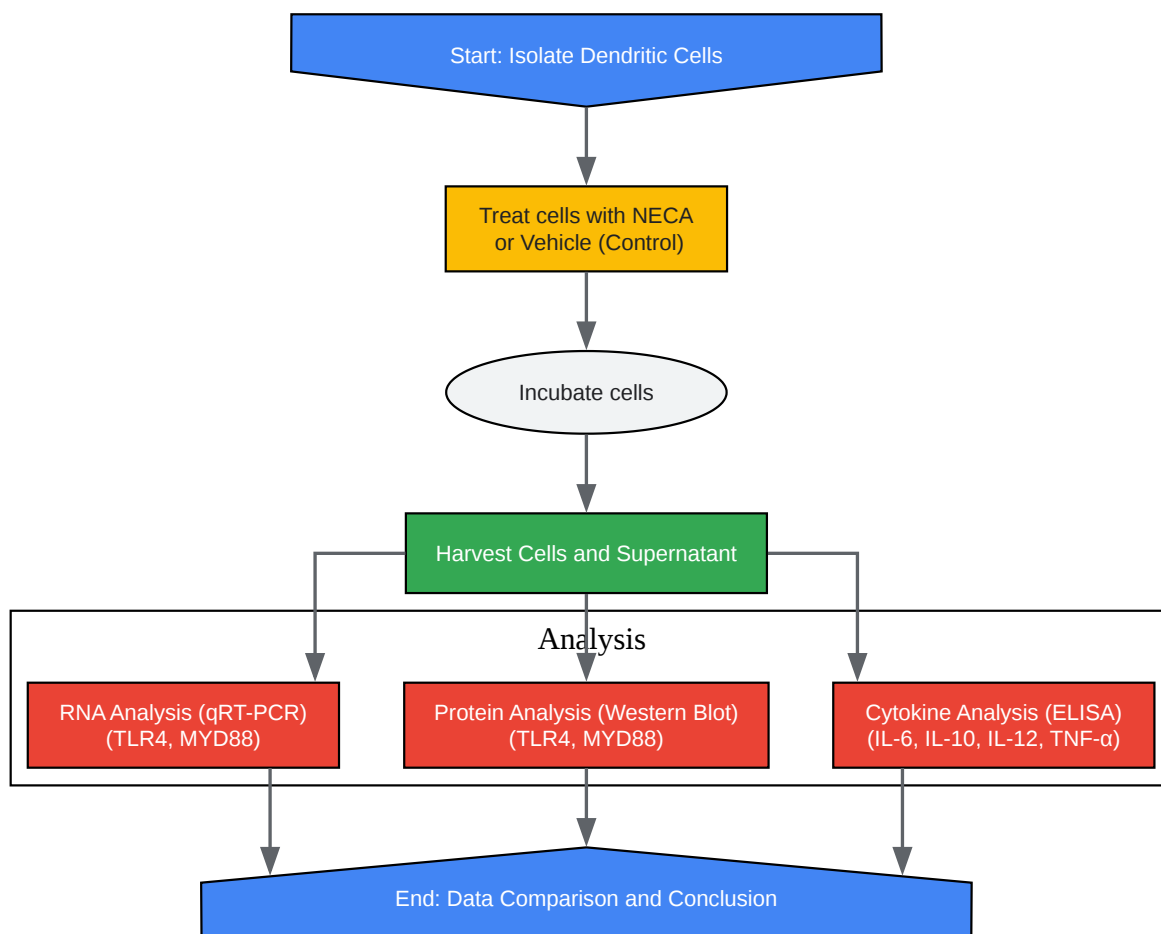 Start: Isolate Dendritic Cells
Treat cells with NECA
or Vehicle (Control)
Incubate cells
Harvest Cells and Supernatant
Analysis
RNA Analysis (qRT-PCR)
(TLR4, MYD88)
Protein Analysis (Western Blot)
(TLR4, MYD88)
Cytokine Analysis (ELISA)
(IL-6, IL-10, IL-12, TNF-α)
End: Data Comparison and Conclusion